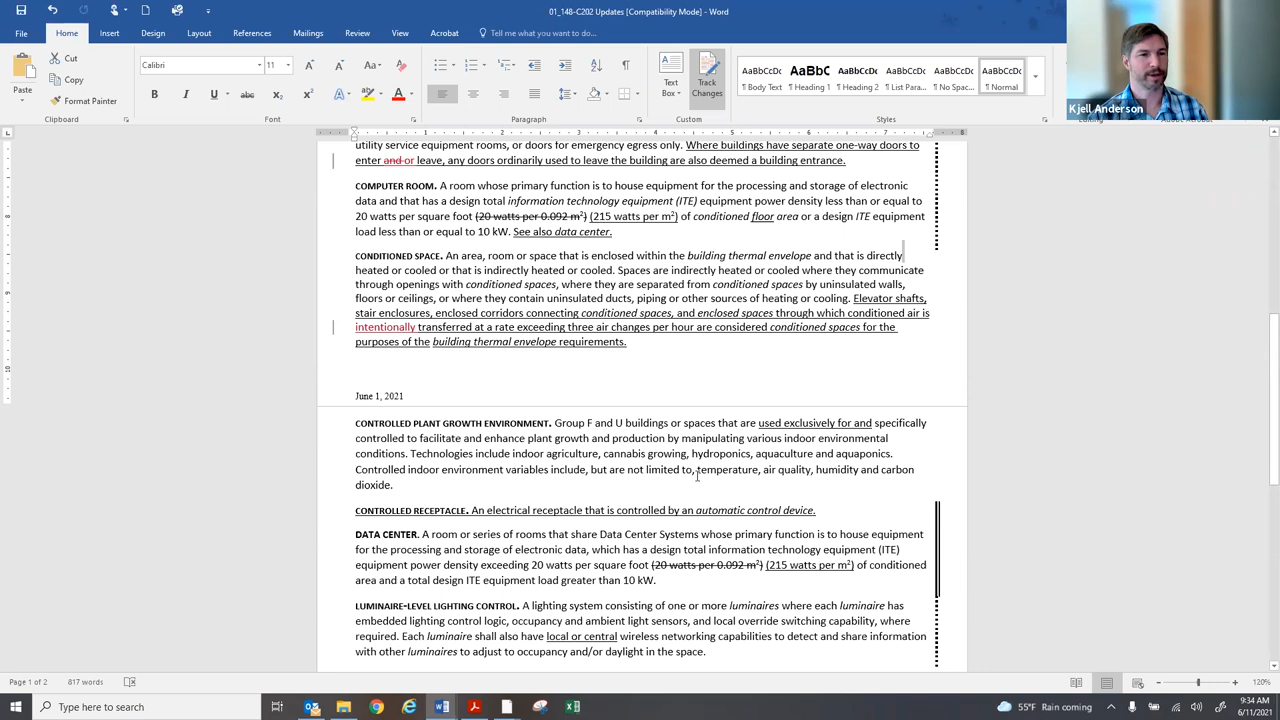 01_148-C202 Updates [Compatibility Mode] - Word
File Home Insert Design Layout References Mailings Review View Acrobat Tell me what you want to do...
Paste
Cut
Copy
Format Painter
Calibri 11
Text Box
Track Changes
AaBbCcDc AaBbC AaBbCcDc AaBbCcDc AaBbCcDc AaBbCcDc
¶ Body Text ¶ Heading 1 ¶ Heading 2 ¶ List Para... ¶ No Spac... ¶ Normal
Clipboard Font Paragraph Custom Styles Editing
Kjell Anderson
utility service equipment rooms, or doors for emergency egress only. Where buildings have separate one-way doors to
enter and or leave, any doors ordinarily used to leave the building are also deemed a building entrance.
COMPUTER ROOM. A room whose primary function is to house equipment for the processing and storage of electronic
data and that has a design total information technology equipment (ITE) equipment power density less than or equal to
20 watts per square foot (20 watts per 0.092 m²) (215 watts per m²) of conditioned floor area or a design ITE equipment
load less than or equal to 10 kW. See also data center.
CONDITIONED SPACE. An area, room or space that is enclosed within the building thermal envelope and that is directly
heated or cooled or that is indirectly heated or cooled. Spaces are indirectly heated or cooled where they communicate
through openings with conditioned spaces, where they are separated from conditioned spaces by uninsulated walls,
floors or ceilings, or where they contain uninsulated ducts, piping or other sources of heating or cooling. Elevator shafts,
stair enclosures, enclosed corridors connecting conditioned spaces, and enclosed spaces through which conditioned air is
intentionally transferred at a rate exceeding three air changes per hour are considered conditioned spaces for the
purposes of the building thermal envelope requirements.
June 1, 2021
CONTROLLED PLANT GROWTH ENVIRONMENT. Group F and U buildings or spaces that are used exclusively for and specifically
controlled to facilitate and enhance plant growth and production by manipulating various indoor environmental
conditions. Technologies include indoor agriculture, cannabis growing, hydroponics, aquaculture and aquaponics.
Controlled indoor environment variables include, but are not limited to, temperature, air quality, humidity and carbon
dioxide.
CONTROLLED RECEPTACLE. An electrical receptacle that is controlled by an automatic control device.
DATA CENTER. A room or series of rooms that share Data Center Systems whose primary function is to house equipment
for the processing and storage of electronic data, which has a design total information technology equipment (ITE)
equipment power density exceeding 20 watts per square foot (20 watts per 0.092 m²) (215 watts per m²) of conditioned
area and a total design ITE equipment load greater than 10 kW.
LUMINAIRE-LEVEL LIGHTING CONTROL. A lighting system consisting of one or more luminaires where each luminaire has
embedded lighting control logic, occupancy and ambient light sensors, and local override switching capability, where
required. Each luminaire shall also have local or central wireless networking capabilities to detect and share information
with other luminaires to adjust to occupancy and/or daylight in the space.
Page 1 of 2 817 words 120%
Type here to search 55°F Raining now 9:34 AM
6/11/2021